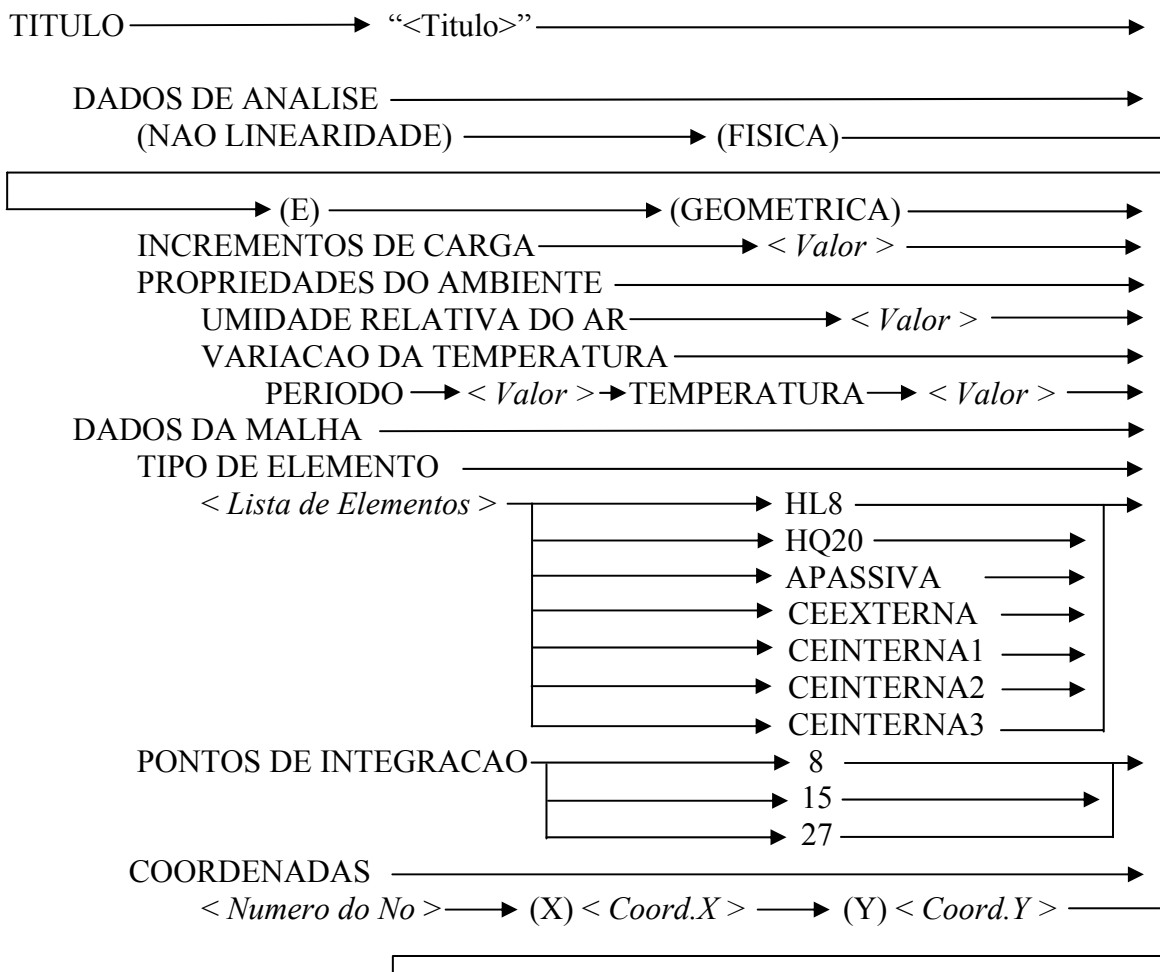 TITULO “<Titulo>”
DADOS DE ANALISE
(NAO LINEARIDADE) (FISICA)
(E) (GEOMETRICA)
INCREMENTOS DE CARGA < Valor >
PROPRIEDADES DO AMBIENTE
UMIDADE RELATIVA DO AR < Valor >
VARIACAO DA TEMPERATURA
PERIODO < Valor > TEMPERATURA < Valor >
DADOS DA MALHA
TIPO DE ELEMENTO
< Lista de Elementos > HL8
HQ20
APASSIVA
CEEXTERNA
CEINTERNA1
CEINTERNA2
CEINTERNA3
PONTOS DE INTEGRACAO 8
15
27
COORDENADAS
< Numero do No > (X) < Coord.X > (Y) < Coord.Y >